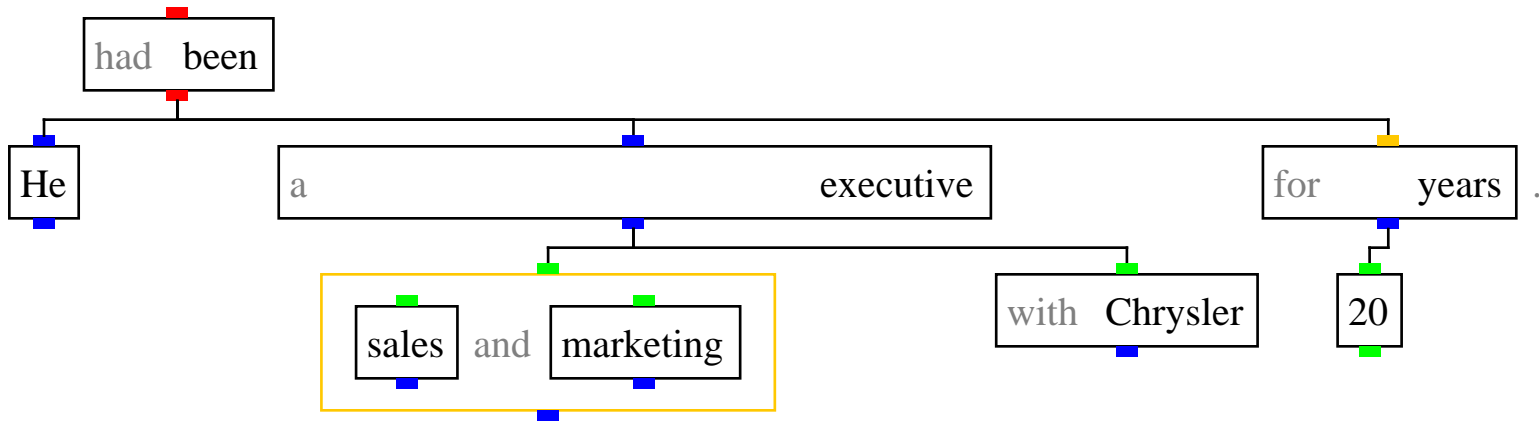 had been
He a executive for years .
sales and marketing with Chrysler 20